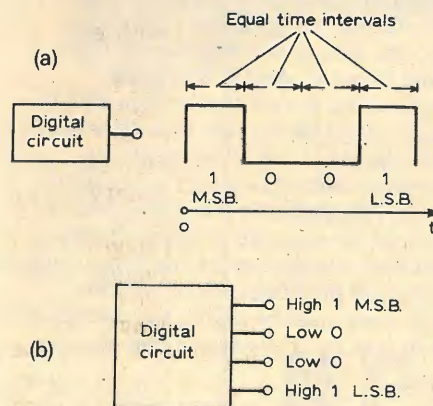 Equal time intervals
(a)
Digital
circuit
1 0 0 1
M.S.B. L.S.B.
0
t
(b)
Digital
circuit
High 1 M.S.B.
Low 0
Low 0
High 1 L.S.B.